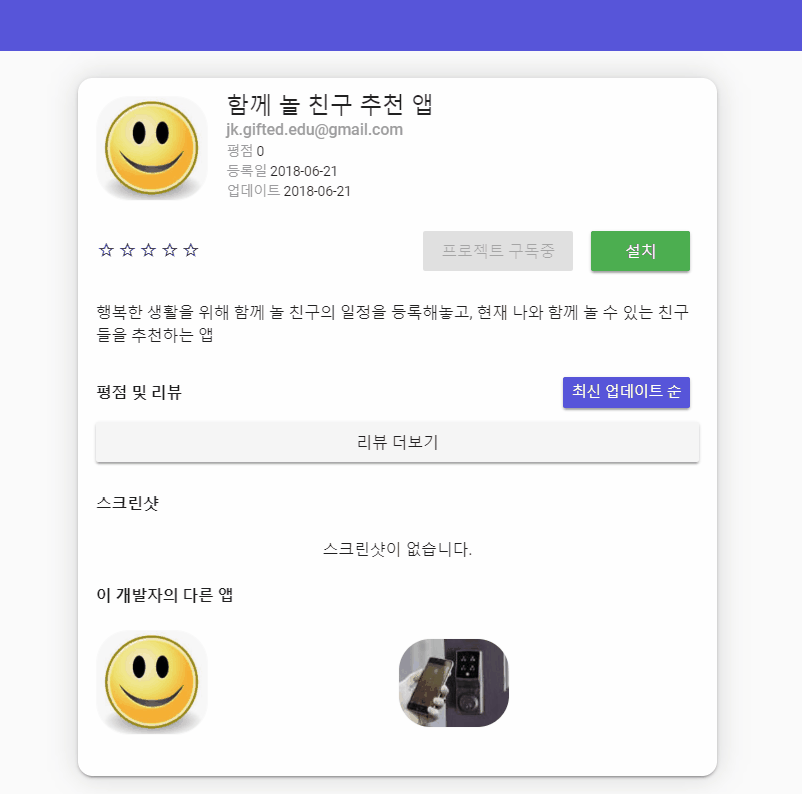 함께 놀 친구 추천 앱
jk.gifted.edu@gmail.com
평점 0
등록일 2018-06-21
업데이트 2018-06-21
프로젝트 구독중
설치
행복한 생활을 위해 함께 놀 친구의 일정을 등록해놓고, 현재 나와 함께 놀 수 있는 친구
들을 추천하는 앱
평점 및 리뷰
최신 업데이트 순
리뷰 더보기
스크린샷
스크린샷이 없습니다.
이 개발자의 다른 앱